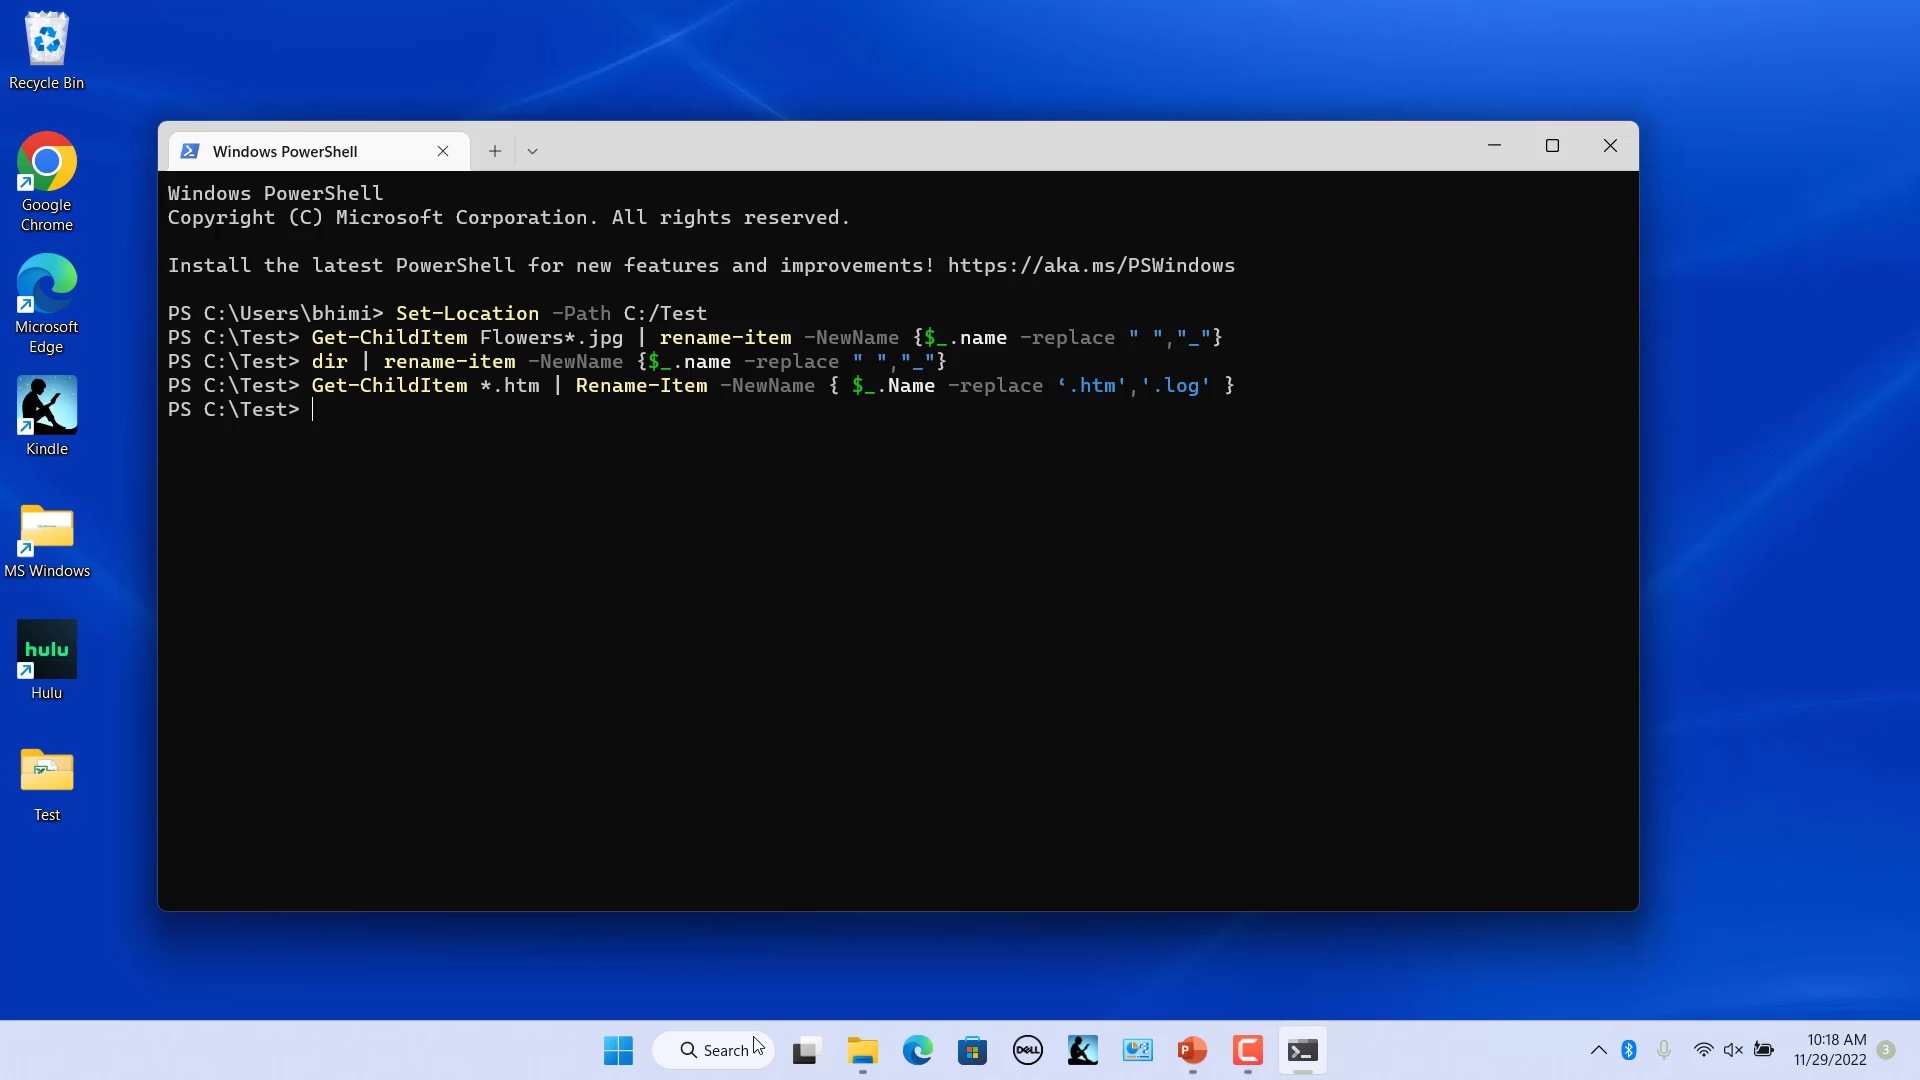 Recycle Bin
Google
Chrome
Microsoft
Edge
Kindle
MS Windows
hulu
Hulu
Test
Windows PowerShell
Windows PowerShell
Copyright (C) Microsoft Corporation. All rights reserved.
Install the latest PowerShell for new features and improvements! https://aka.ms/PSWindows
PS C:\Users\bhimi> Set-Location -Path C:/Test
PS C:\Test> Get-ChildItem Flowers*.jpg | rename-item -NewName {$_.name -replace " ","_"}
PS C:\Test> dir | rename-item -NewName {$_.name -replace " ","_"}
PS C:\Test> Get-ChildItem *.htm | Rename-Item -NewName { $_.Name -replace ‘.htm','.log' }
PS C:\Test>
Search
DELL
P
C
10:18 AM
11/29/2022
3